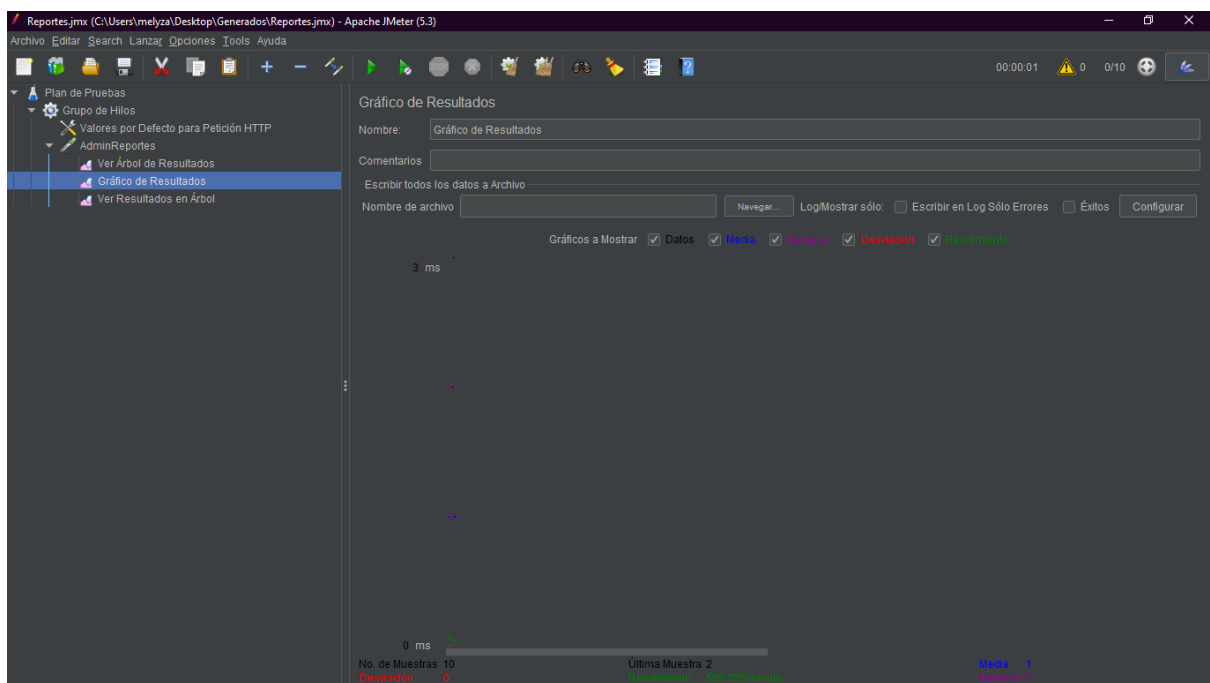 Reportes.jmx (C:\Users\melyza\Desktop\Generados\Reportes.jmx) - Apache JMeter (5.3)
Archivo Editar Search Lanzar Opciones Tools Ayuda
00:00:01 0 0/10
Plan de Pruebas
Grupo de Hilos
Valores por Defecto para Petición HTTP
AdminReportes
Ver Árbol de Resultados
Gráfico de Resultados
Ver Resultados en Árbol
Gráfico de Resultados
Nombre: Gráfico de Resultados
Comentarios
Escribir todos los datos a Archivo
Nombre de archivo Navegar... Log/Mostrar sólo: Escribir en Log Sólo Errores Éxitos Configurar
Gráficos a Mostrar Datos Media Mediana Desviación Rendimiento
3 ms
0 ms
No. de Muestras 10 Última Muestra 2 Media 1
Desviación 0 Rendimiento